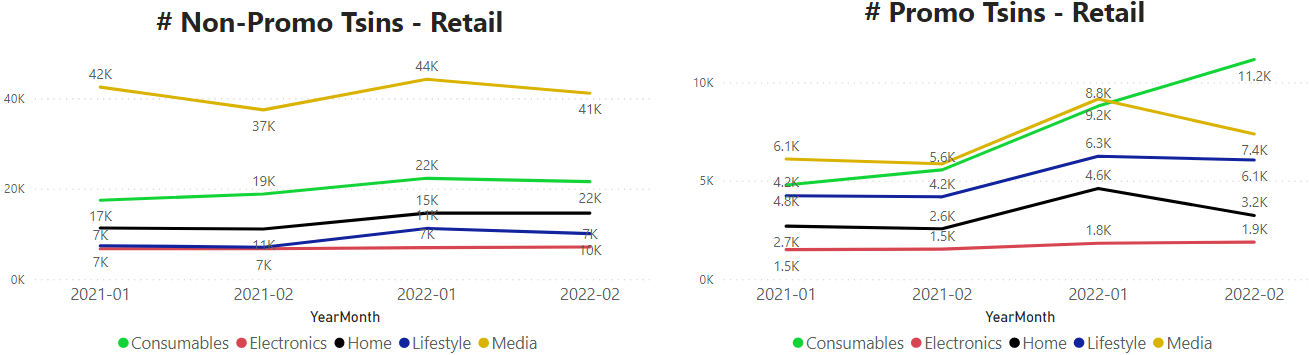 # Non-Promo Tsins - Retail
42K
37K
44K
41K
40K
22K
19K
17K
22K
20K
15K
11K
7K
7K
7K
11K
7K
7K
10K
0K
2021-01
2021-02
2022-01
2022-02
YearMonth
Consumables Electronics Home Lifestyle Media
# Promo Tsins - Retail
11.2K
10K
8.8K
9.2K
6.1K
5.6K
7.4K
6.3K
6.1K
5K
4.2K
4.8K
4.2K
4.6K
3.2K
2.7K
2.6K
1.5K
1.5K
1.8K
1.9K
0K
2021-01
2021-02
2022-01
2022-02
YearMonth
Consumables Electronics Home Lifestyle Media